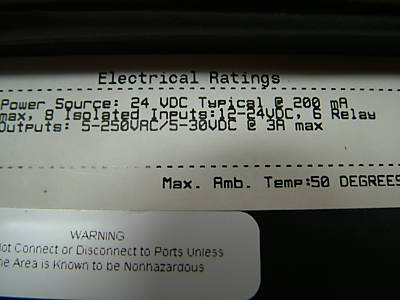 Electrical Ratings
Power Source: 24 VDC Typical @ 200 mA
max, 8 Isolated Inputs:12-24VDC, 6 Relay
Outputs: 5-250VAC/5-30VDC @ 3A max
Max. Amb. Temp:50 DEGREES
WARNING
Not Connect or Disconnect to Ports Unless
he Area is Known to be Nonhazardous